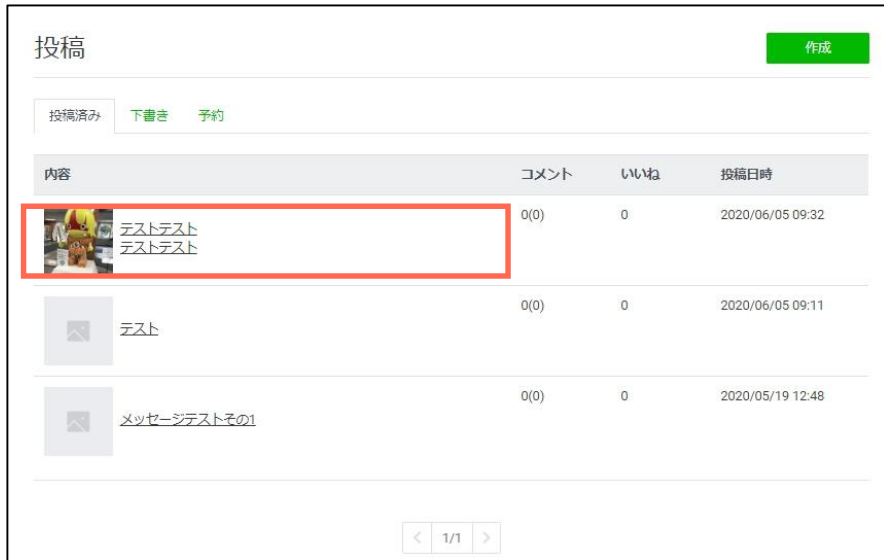 投稿
作成
投稿済み 下書き 予約
内容 コメント いいね 投稿日時
テストテスト
テストテスト
0(0) 0 2020/06/05 09:32
テスト
0(0) 0 2020/06/05 09:11
メッセージテストその1
0(0) 0 2020/05/19 12:48
< 1/1 >